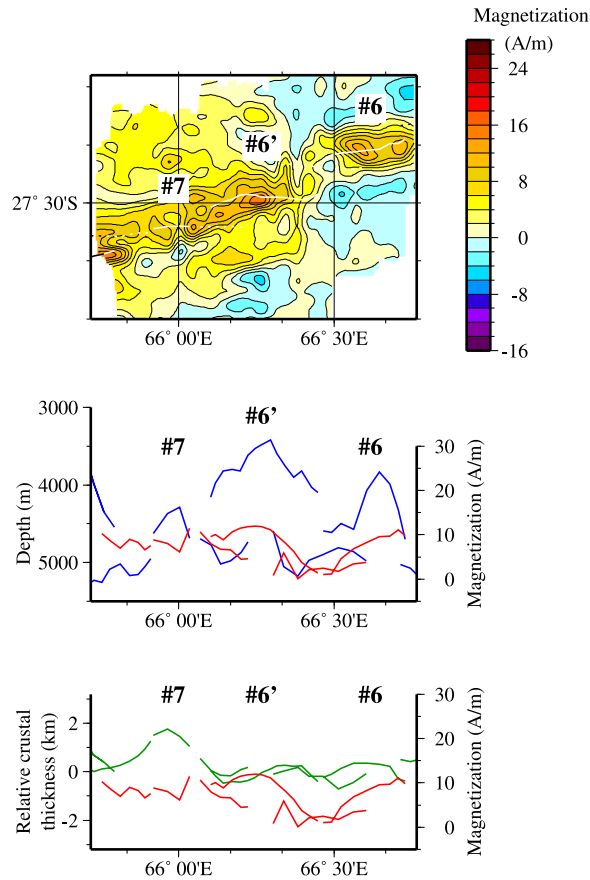 Magnetization
(A/m)
24
16
8
0
-8
-16
#6
#6’
#7
27° 30'S
66° 00'E
66° 30'E
3000
4000
5000
Depth (m)
#7
#6’
#6
30
20
10
0
Magnetization (A/m)
66° 00'E
66° 30'E
2
0
-2
Relative crustal
thickness (km)
#7
#6’
#6
30
20
10
0
Magnetization (A/m)
66° 00'E
66° 30'E